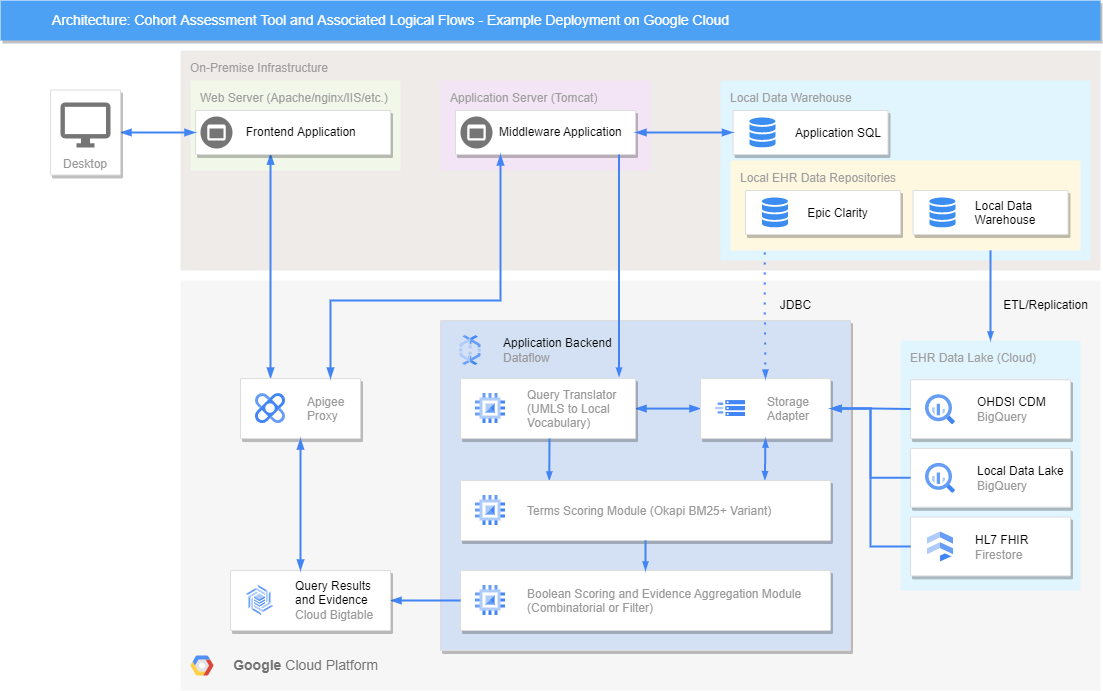 Architecture: Cohort Assessment Tool and Associated Logical Flows - Example Deployment on Google Cloud
On-Premise Infrastructure
Web Server (Apache/nginx/IIS/etc.)
Frontend Application
Desktop
Application Server (Tomcat)
Middleware Application
Local Data Warehouse
Application SQL
Local EHR Data Repositories
Epic Clarity
Local Data
Warehouse
JDBC
ETL/Replication
Application Backend
Dataflow
Apigee
Proxy
Query Translator
(UMLS to Local
Vocabulary)
Storage
Adapter
EHR Data Lake (Cloud)
OHDSI CDM
BigQuery
Local Data Lake
BigQuery
HL7 FHIR
Firestore
Terms Scoring Module (Okapi BM25+ Variant)
Boolean Scoring and Evidence Aggregation Module
(Combinatorial or Filter)
Query Results
and Evidence
Cloud Bigtable
Google Cloud Platform